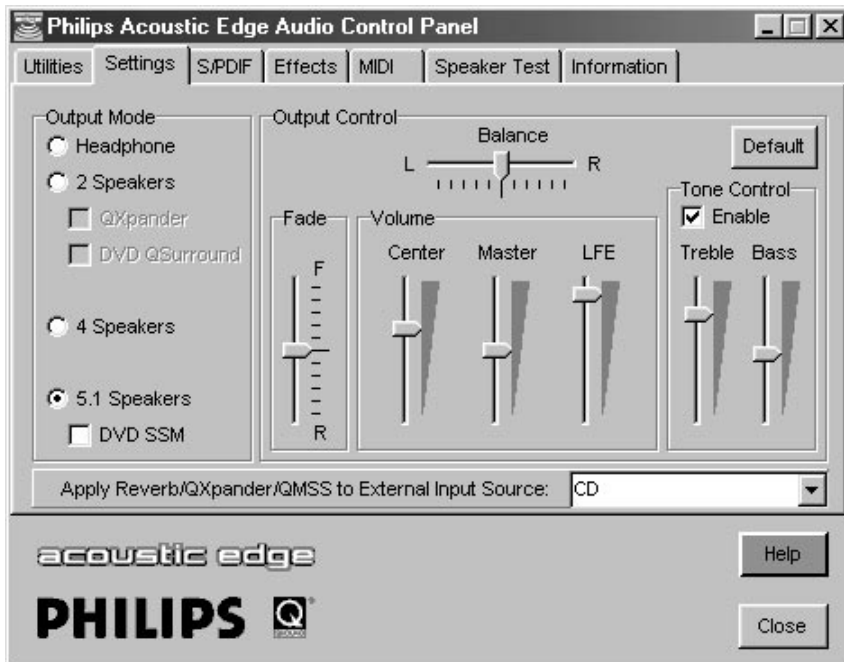 Philips Acoustic Edge Audio Control Panel
Utilities Settings S/PDIF Effects MIDI Speaker Test Information
Output Mode
Headphone
2 Speakers
QXpander
DVD QSurround
4 Speakers
5.1 Speakers
DVD SSM
Output Control
Balance
L R
Default
Fade
F
R
Volume
Center Master LFE
Tone Control
Enable
Treble Bass
Apply Reverb/QXpander/QMSS to External Input Source: CD
acoustic edge
PHILIPS Q
Help
Close